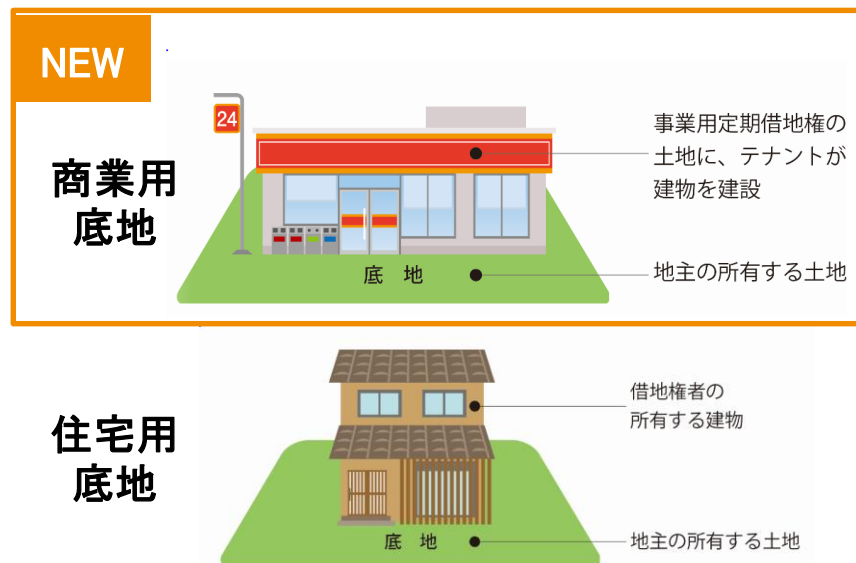 NEW
24
商業用
底地
事業用定期借地権の
土地に、テナントが
建物を建設
底 地
地主の所有する土地
住宅用
底地
借地権者の
所有する建物
底 地
地主の所有する土地